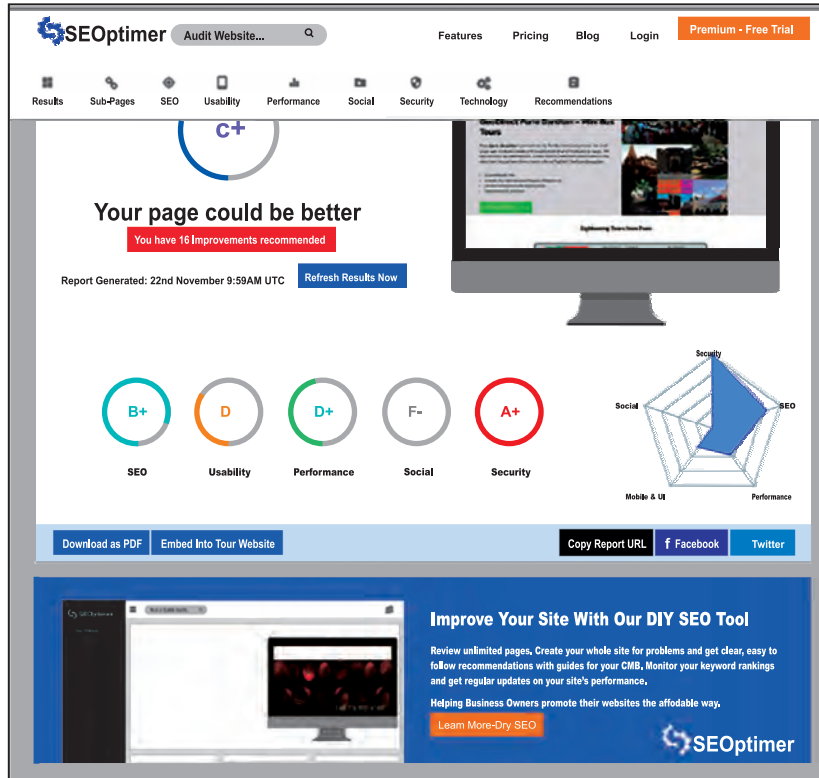 SEOptimer
Audit Website...
Features Pricing Blog Login Premium - Free Trial
Results Sub-Pages SEO Usability Performance Social Security Technology Recommendations
c+
Tours
Your page could be better
You have 16 Improvements recommended
Report Generated: 22nd November 9:59AM UTC
Refresh Results Now
Sightseeing Tours from Pune
B+ D D+ F- A+
SEO Usability Performance Social Security
Security
Social
SEO
Mobile & UI
Performance
Download as PDF Embed Into Tour Website
Copy Report URL f Facebook Twitter
SEOptimer
Improve Your Site With Our DIY SEO Tool
Review unlimited pages, Create your whole site for problems and get clear, easy to
follow recommendations with guides for your CMB, Monitor your keyword rankings
and get regular updates on your site's performance.
Helping Business Owners promote their websites the affodable way.
Learn More-Dry SEO
SEOptimer